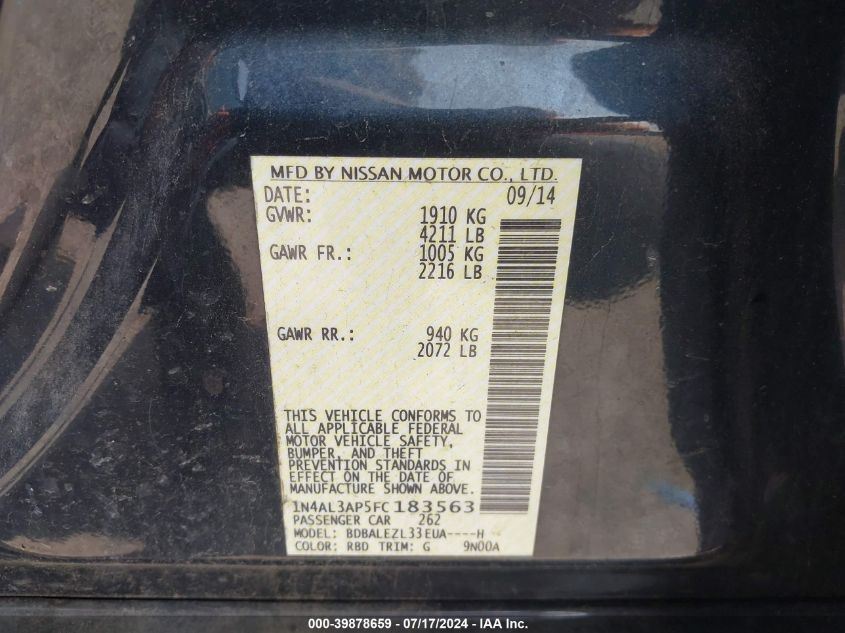 MFD BY NISSAN MOTOR CO., LTD.
DATE: 09/14
GVWR: 1910 KG
4211 LB
GAWR FR.: 1005 KG
2216 LB
GAWR RR.: 940 KG
2072 LB
THIS VEHICLE CONFORMS TO
ALL APPLICABLE FEDERAL
MOTOR VEHICLE SAFETY,
BUMPER, AND THEFT
PREVENTION STANDARDS IN
EFFECT ON THE DATE OF
MANUFACTURE SHOWN ABOVE.
1N4AL3AP5FC183563
PASSENGER CAR 262
MODEL: BDBALEZL33EUA----H
COLOR: RBD TRIM: G 9N00A
000-39878659 - 07/17/2024 - IAA Inc.